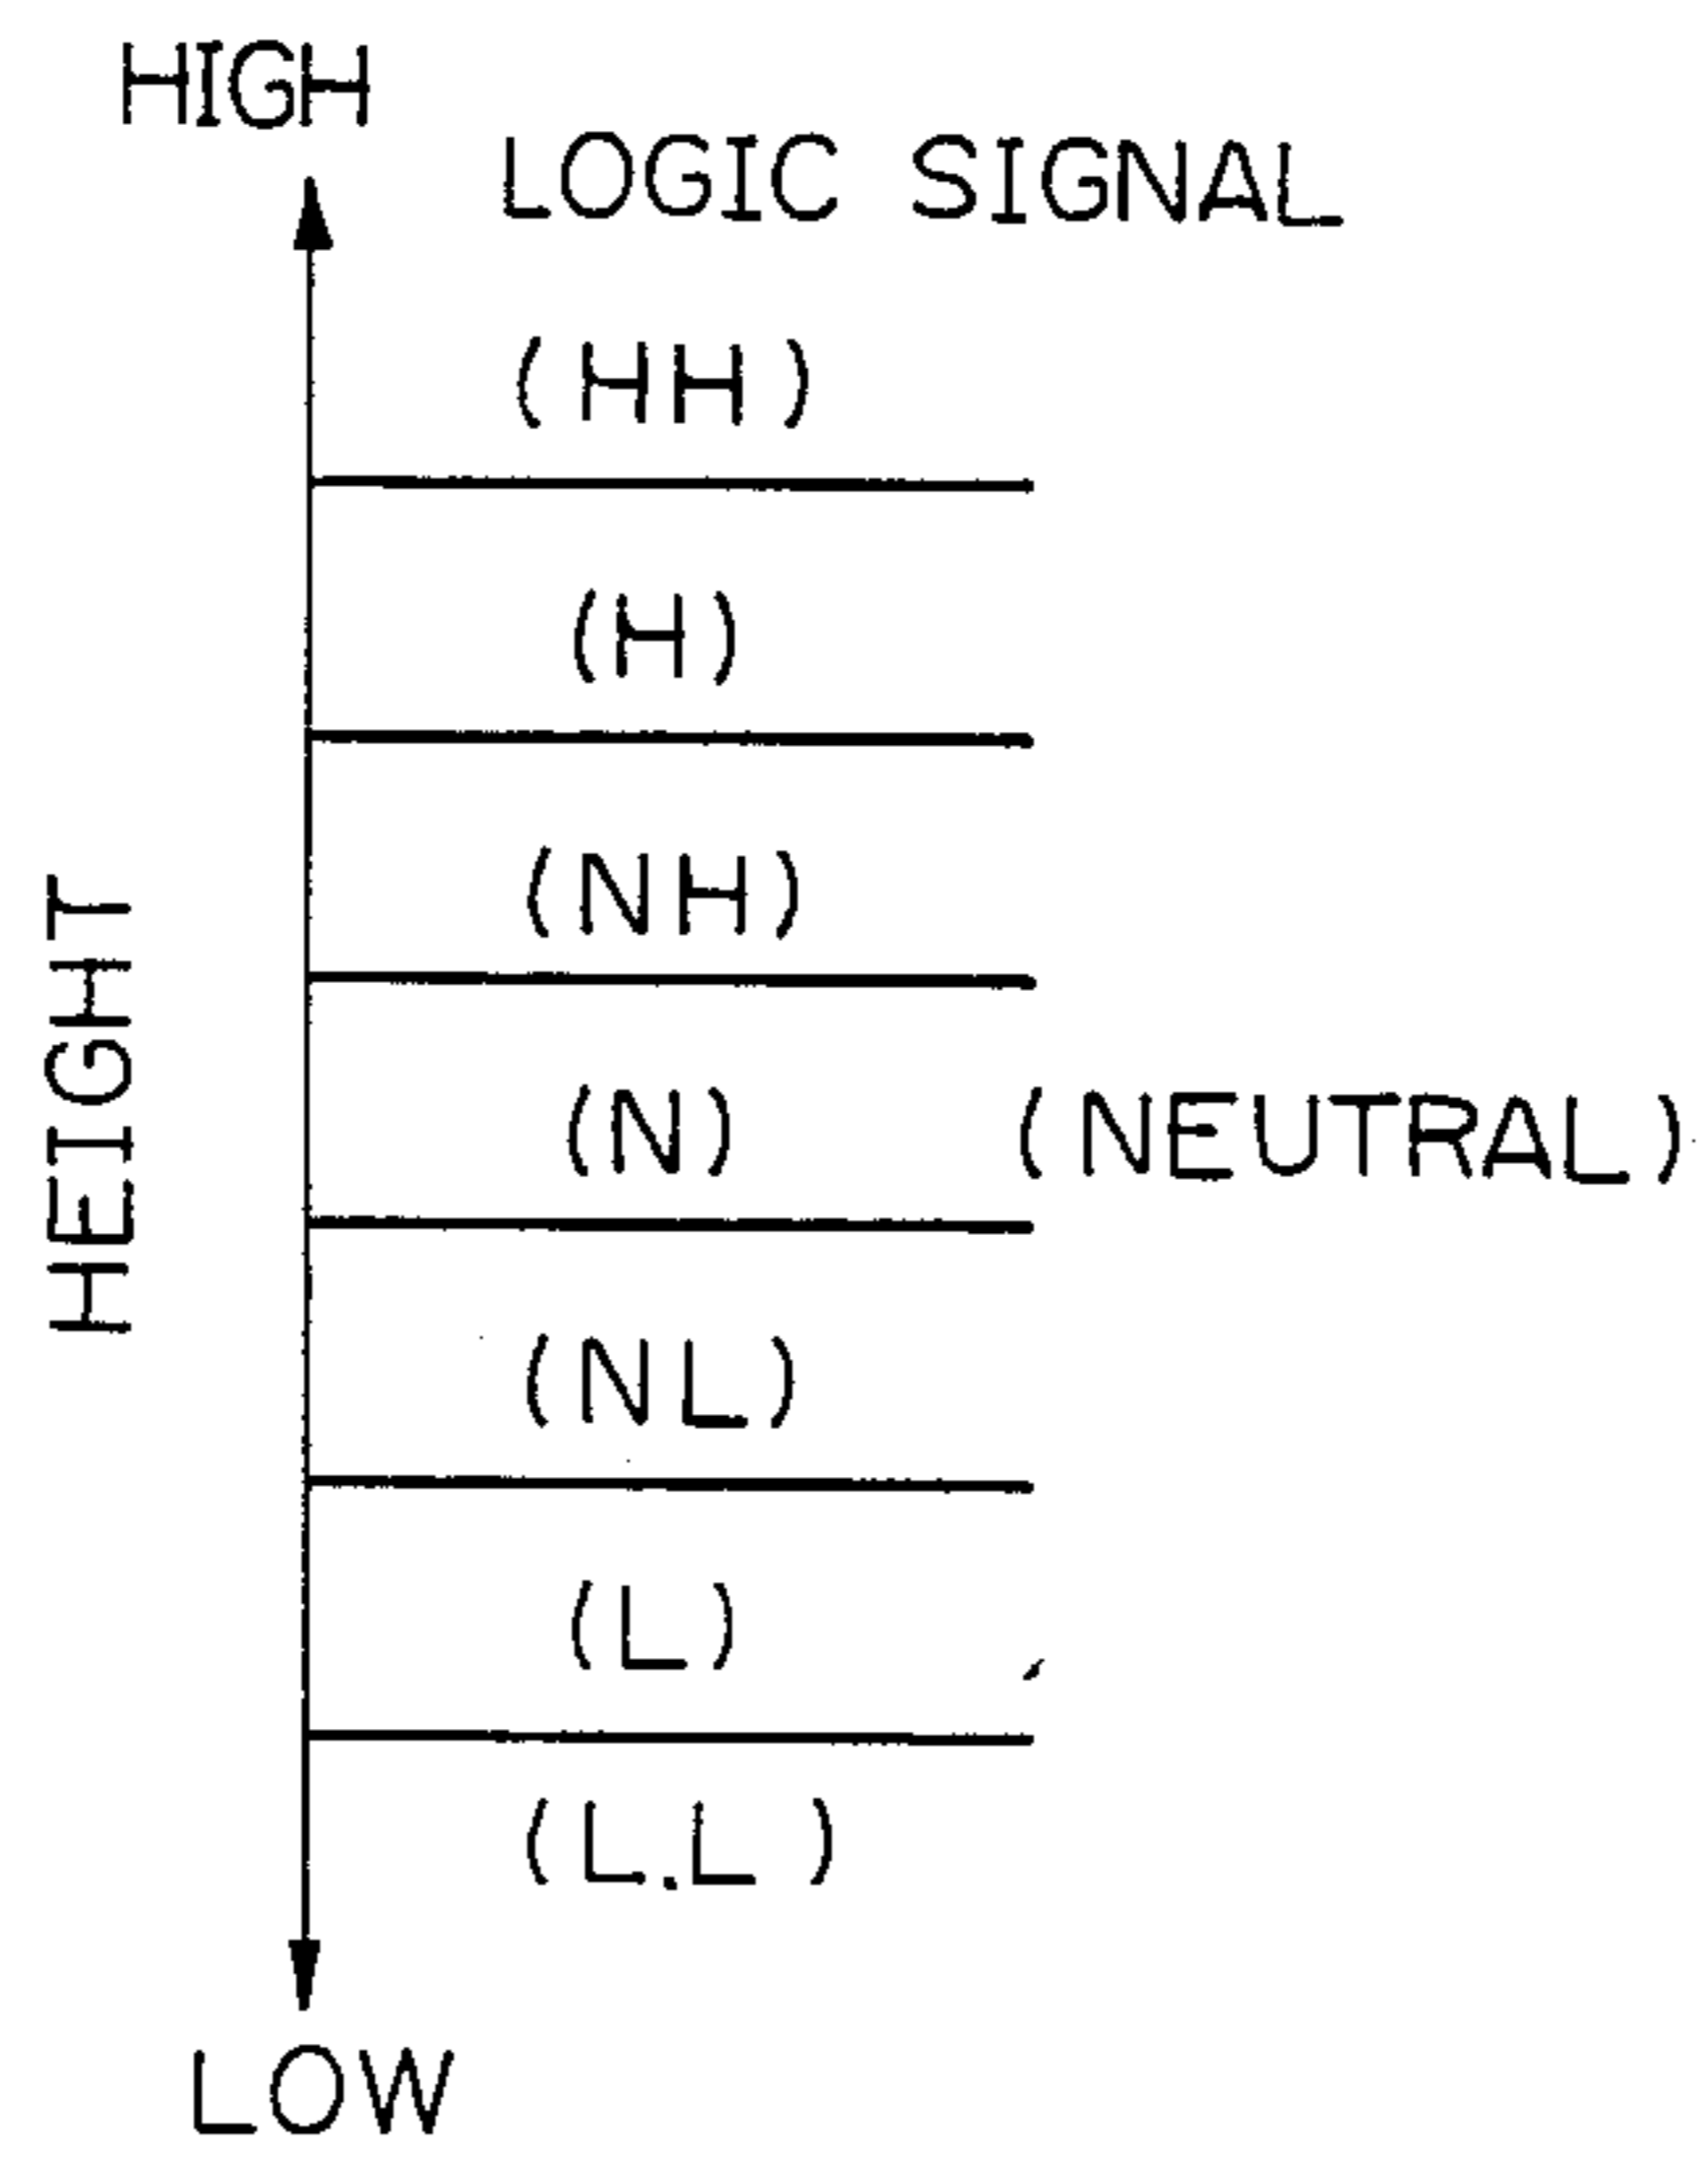 HIGH
LOGIC SIGNAL
(HH)
(H)
(NH)
HEIGHT
(N) (NEUTRAL)
(NL)
(L)
(L.L)
LOW